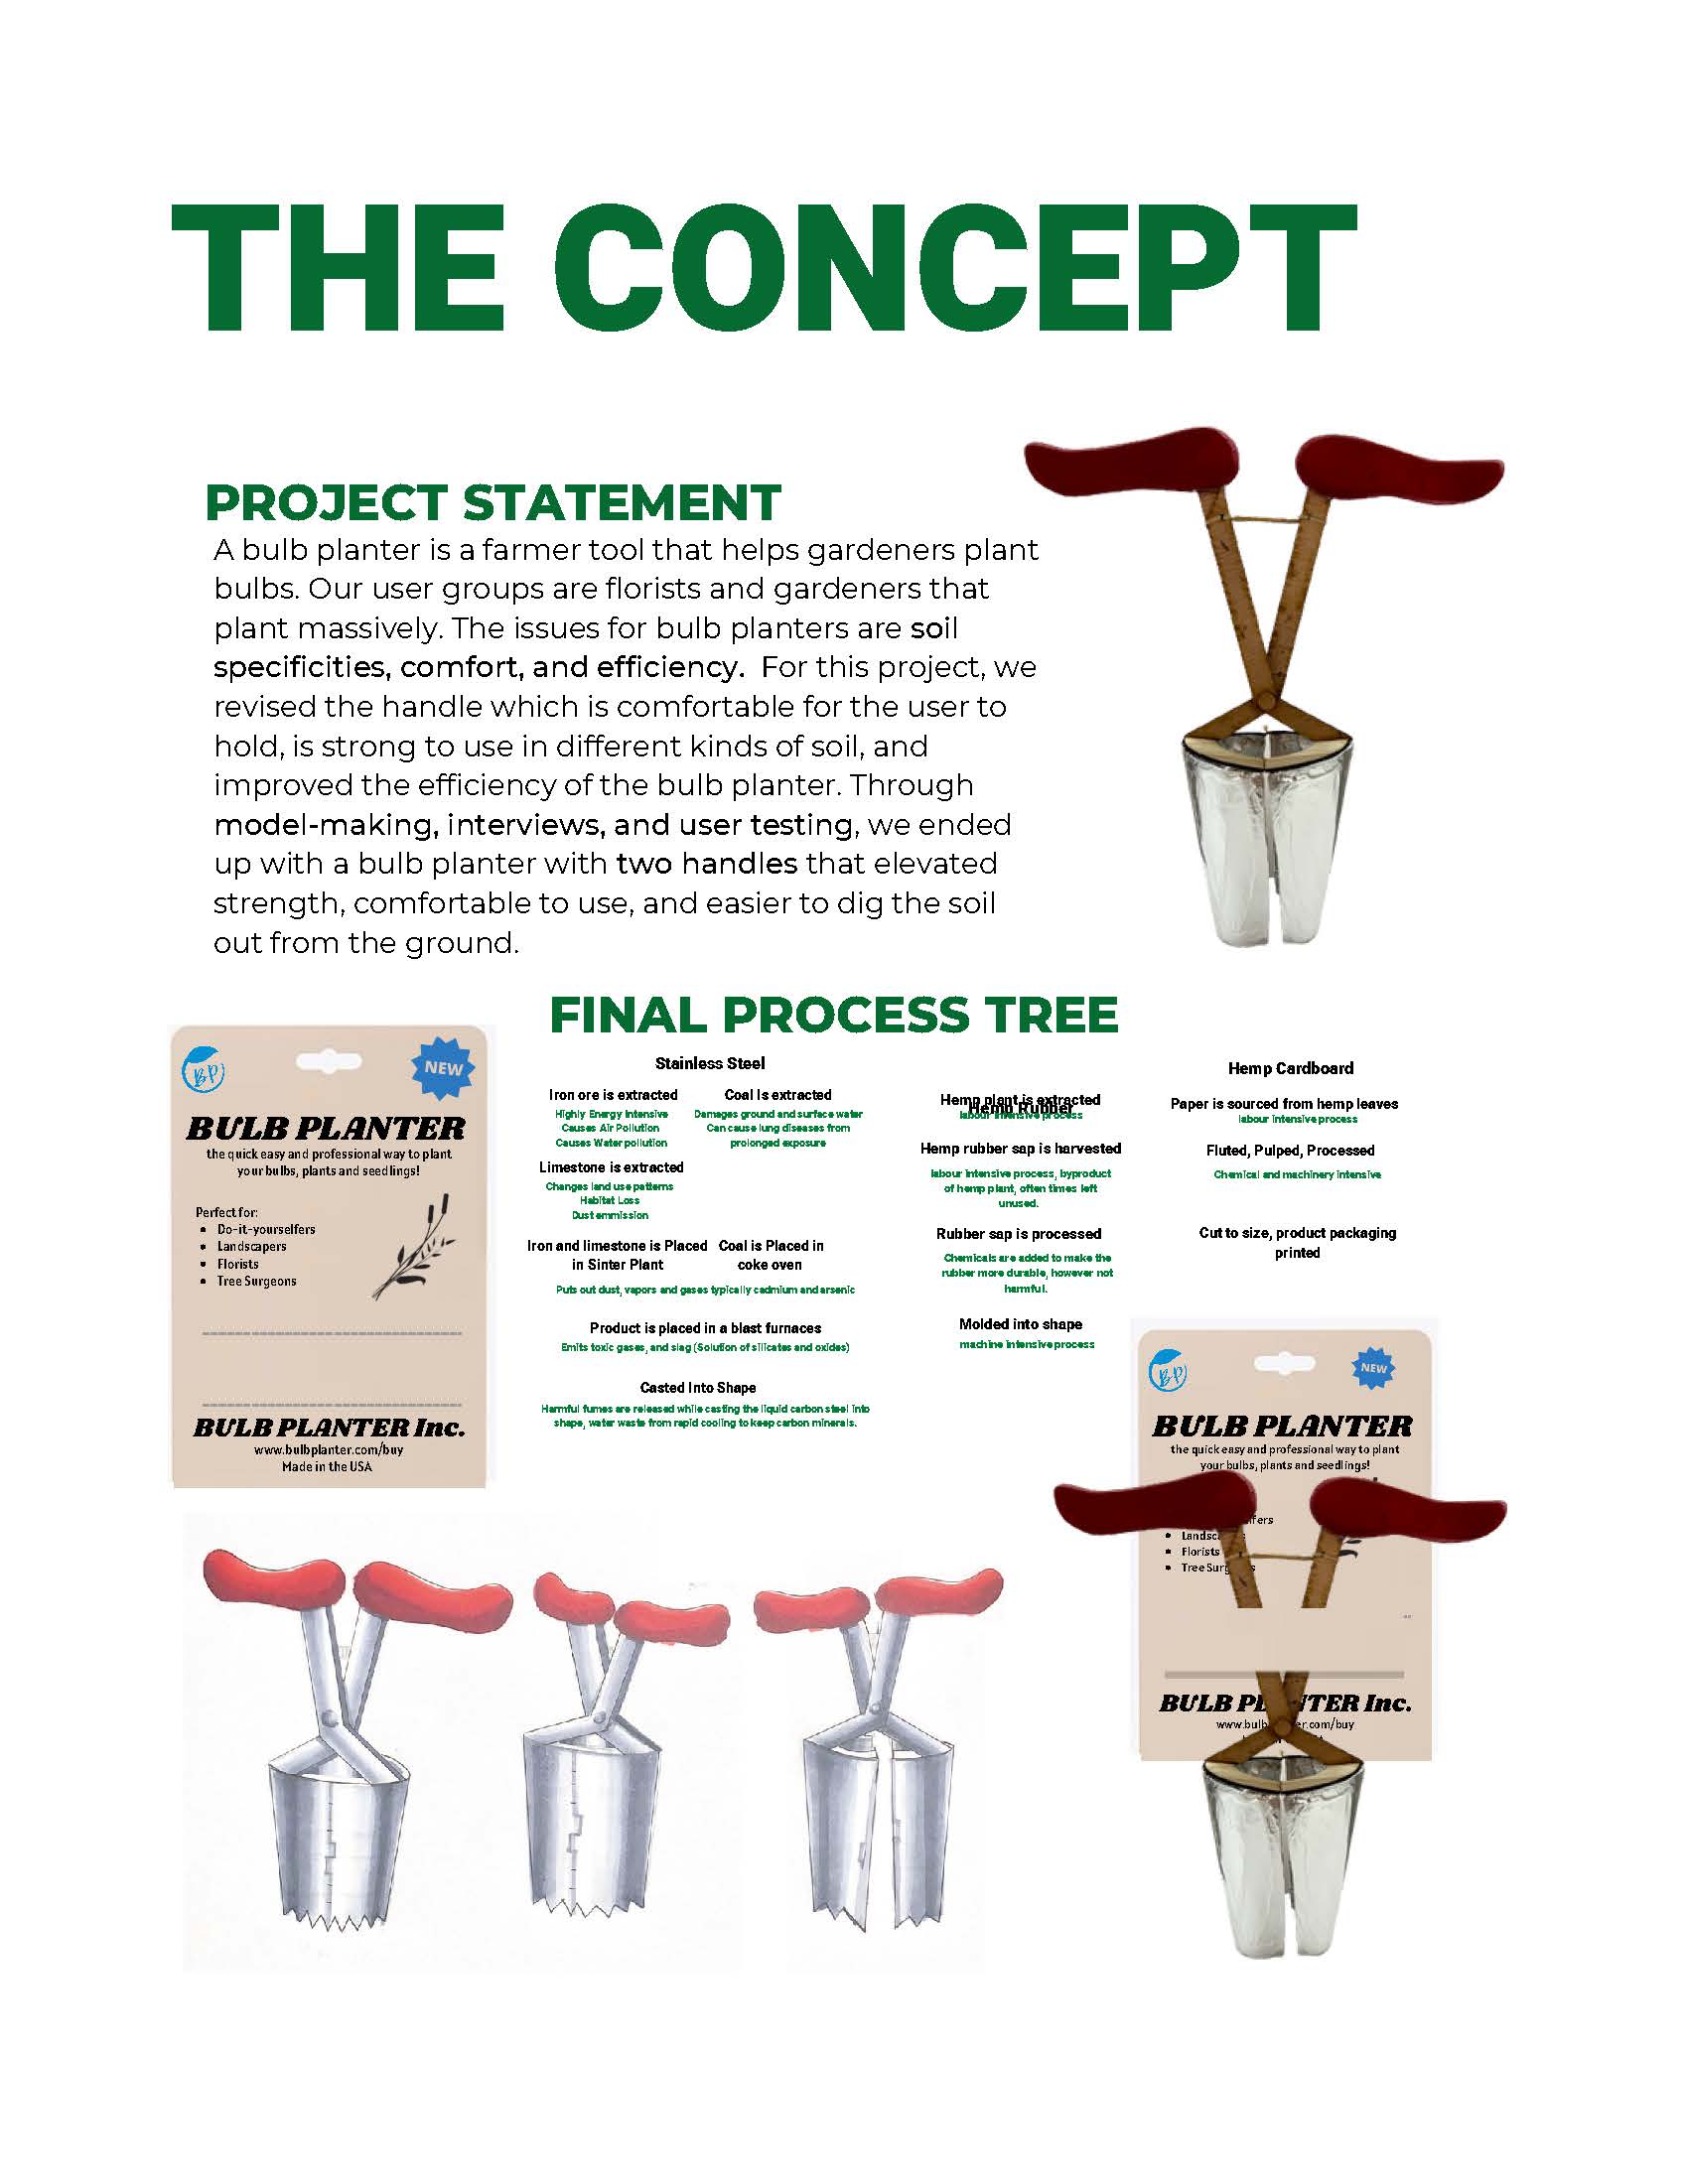 THE CONCEPT
PROJECT STATEMENT
A bulb planter is a farmer tool that helps gardeners plant
bulbs. Our user groups are florists and gardeners that
plant massively. The issues for bulb planters are soil
specificities, comfort, and efficiency. For this project, we
revised the handle which is comfortable for the user to
hold, is strong to use in different kinds of soil, and
improved the efficiency of the bulb planter. Through
model-making, interviews, and user testing, we ended
up with a bulb planter with two handles that elevated
strength, comfortable to use, and easier to dig the soil
out from the ground.
FINAL PROCESS TREE
BP
NEW
BULB PLANTER
the quick easy and professional way to plant
your bulbs, plants and seedlings!
Perfect for:
• Do-it-yourselfers
• Landscapers
• Florists
• Tree Surgeons
BULB PLANTER Inc.
www.bulbplanter.com/buy
Made in the USA
Stainless Steel
Iron ore is extracted
Highly Energy Intensive
Causes Air Pollution
Causes Water pollution
Coal Is extracted
Damages ground and surface water
Can cause lung diseases from
prolonged exposure
Limestone is extracted
Changes land use patterns
Habitat Loss
Dust emmission
Iron and limestone is Placed
in Sinter Plant
Coal is Placed in
coke oven
Puts out dust, vapors and gases typically cadmium and arsenic
Product is placed in a blast furnaces
Emits toxic gases, and slag (Solution of silicates and oxides)
Casted Into Shape
Harmful fumes are released while casting the liquid carbon steel into
shape, water waste from rapid cooling to keep carbon minerals.
Hemp plant is extracted
Hemp Rubber
labour intensive process
Hemp rubber sap is harvested
labour intensive process, byproduct
of hemp plant, often times left
unused.
Rubber sap is processed
Chemicals are added to make the
rubber more durable, however not
harmful.
Molded into shape
machine intensive process
Hemp Cardboard
Paper is sourced from hemp leaves
labour intensive process
Fluted, Pulped, Processed
Chemical and machinery intensive
Cut to size, product packaging
printed
BP
NEW
BULB PLANTER
the quick easy and professional way to plant
your bulbs, plants and seedlings!
fers
• Landsc s
• Florists
• Tree Surg s
BULB PL NTER Inc.
www.bulb er.com/buy